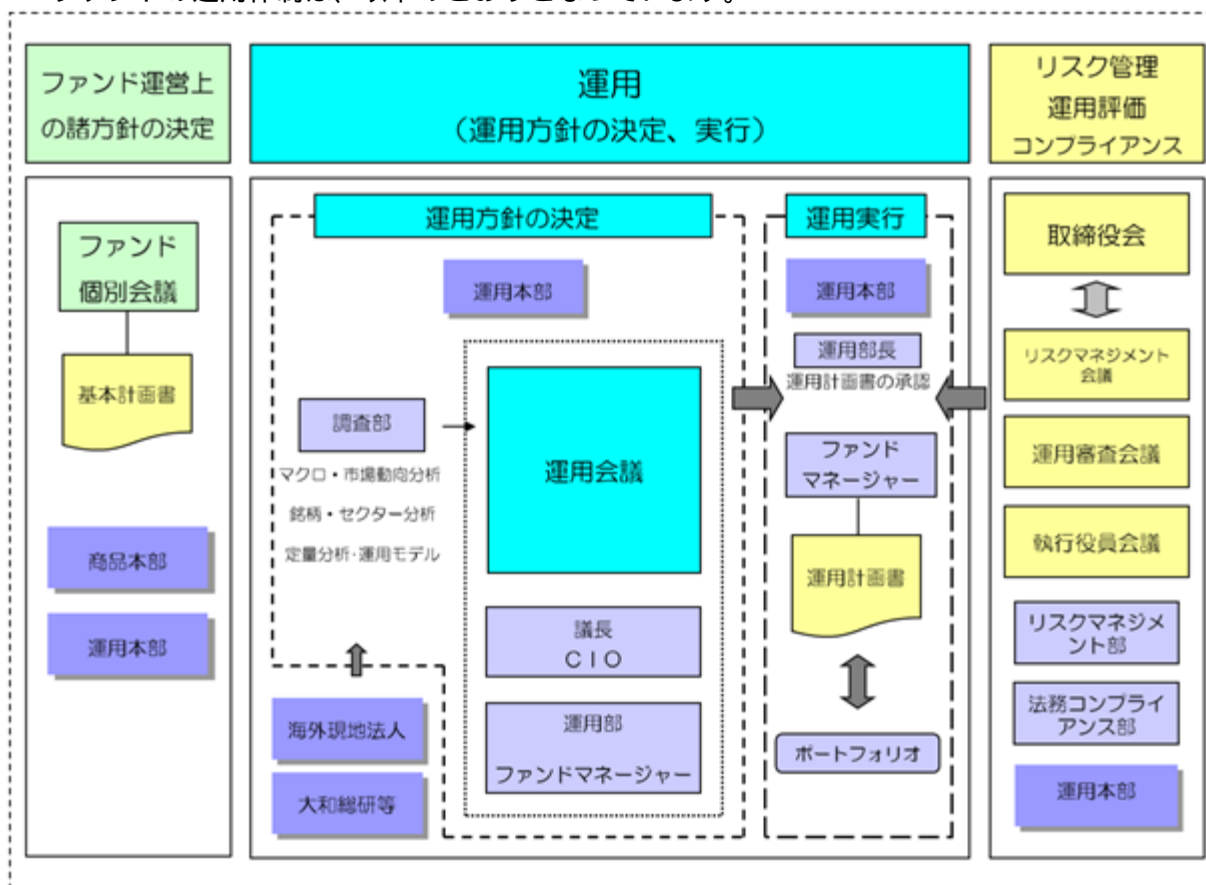 ファンド運営上
の諸方針の決定
ファンド
個別会議
基本計画書
商品本部
運用本部
運用
（運用方針の決定、実行）
運用方針の決定
運用本部
調査部
マクロ・市場動向分析
銘柄・セクター分析
定量分析・運用モデル
運用会議
議長
ＣＩＯ
運用部
ファンドマネージャー
海外現地法人
大和総研等
運用実行
運用本部
運用部長
運用計画書の承認
ファンド
マネージャー
運用計画書
ポートフォリオ
リスク管理
運用評価
コンプライアンス
取締役会
リスクマネジメント
会議
運用審査会議
執行役員会議
リスクマネジメ
ント部
法務コンプライ
アンス部
運用本部